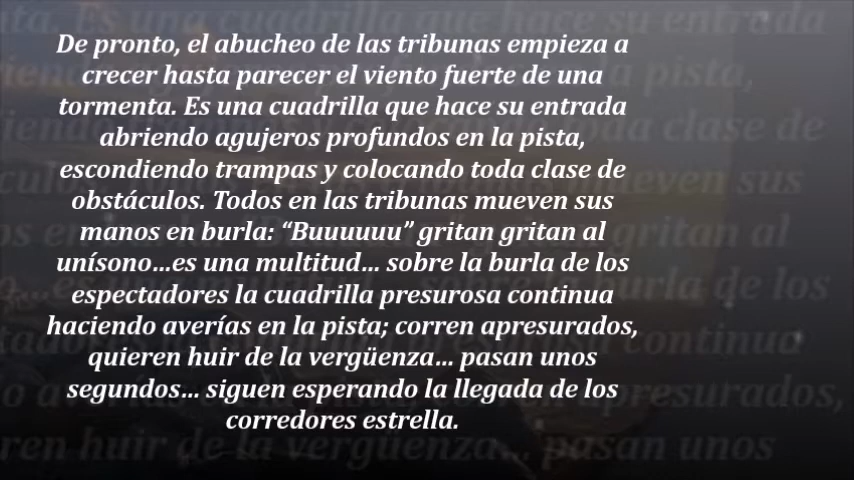 De pronto, el abucheo de las tribunas empieza a
crecer hasta parecer el viento fuerte de una
tormenta. Es una cuadrilla que hace su entrada
abriendo agujeros profundos en la pista,
escondiendo trampas y colocando toda clase de
obstáculos. Todos en las tribunas mueven sus
manos en burla: “Buuuuuu” gritan gritan al
unísono…es una multitud… sobre la burla de los
espectadores la cuadrilla presurosa continua
haciendo averías en la pista; corren apresurados,
quieren huir de la vergüenza… pasan unos
segundos… siguen esperando la llegada de los
corredores estrella.